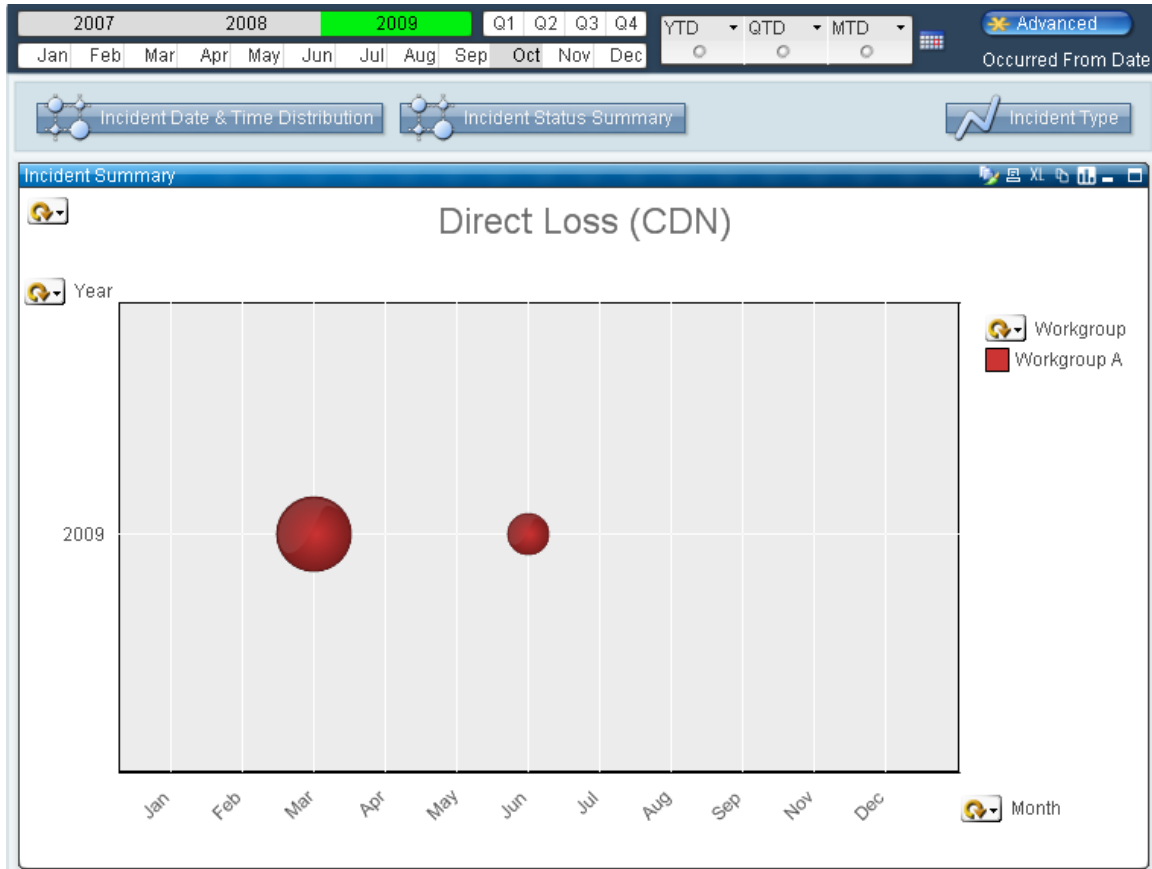 2007 2008 2009 Q1 Q2 Q3 Q4 YTD QTD MTD Advanced
Jan Feb Mar Apr May Jun Jul Aug Sep Oct Nov Dec Occurred From Date
Incident Date & Time Distribution Incident Status Summary Incident Type
Incident Summary XL
Direct Loss (CDN)
Year
Workgroup
Workgroup A
2009
Jan Feb Mar Apr May Jun Jul Aug Sep Nov Dec
Month